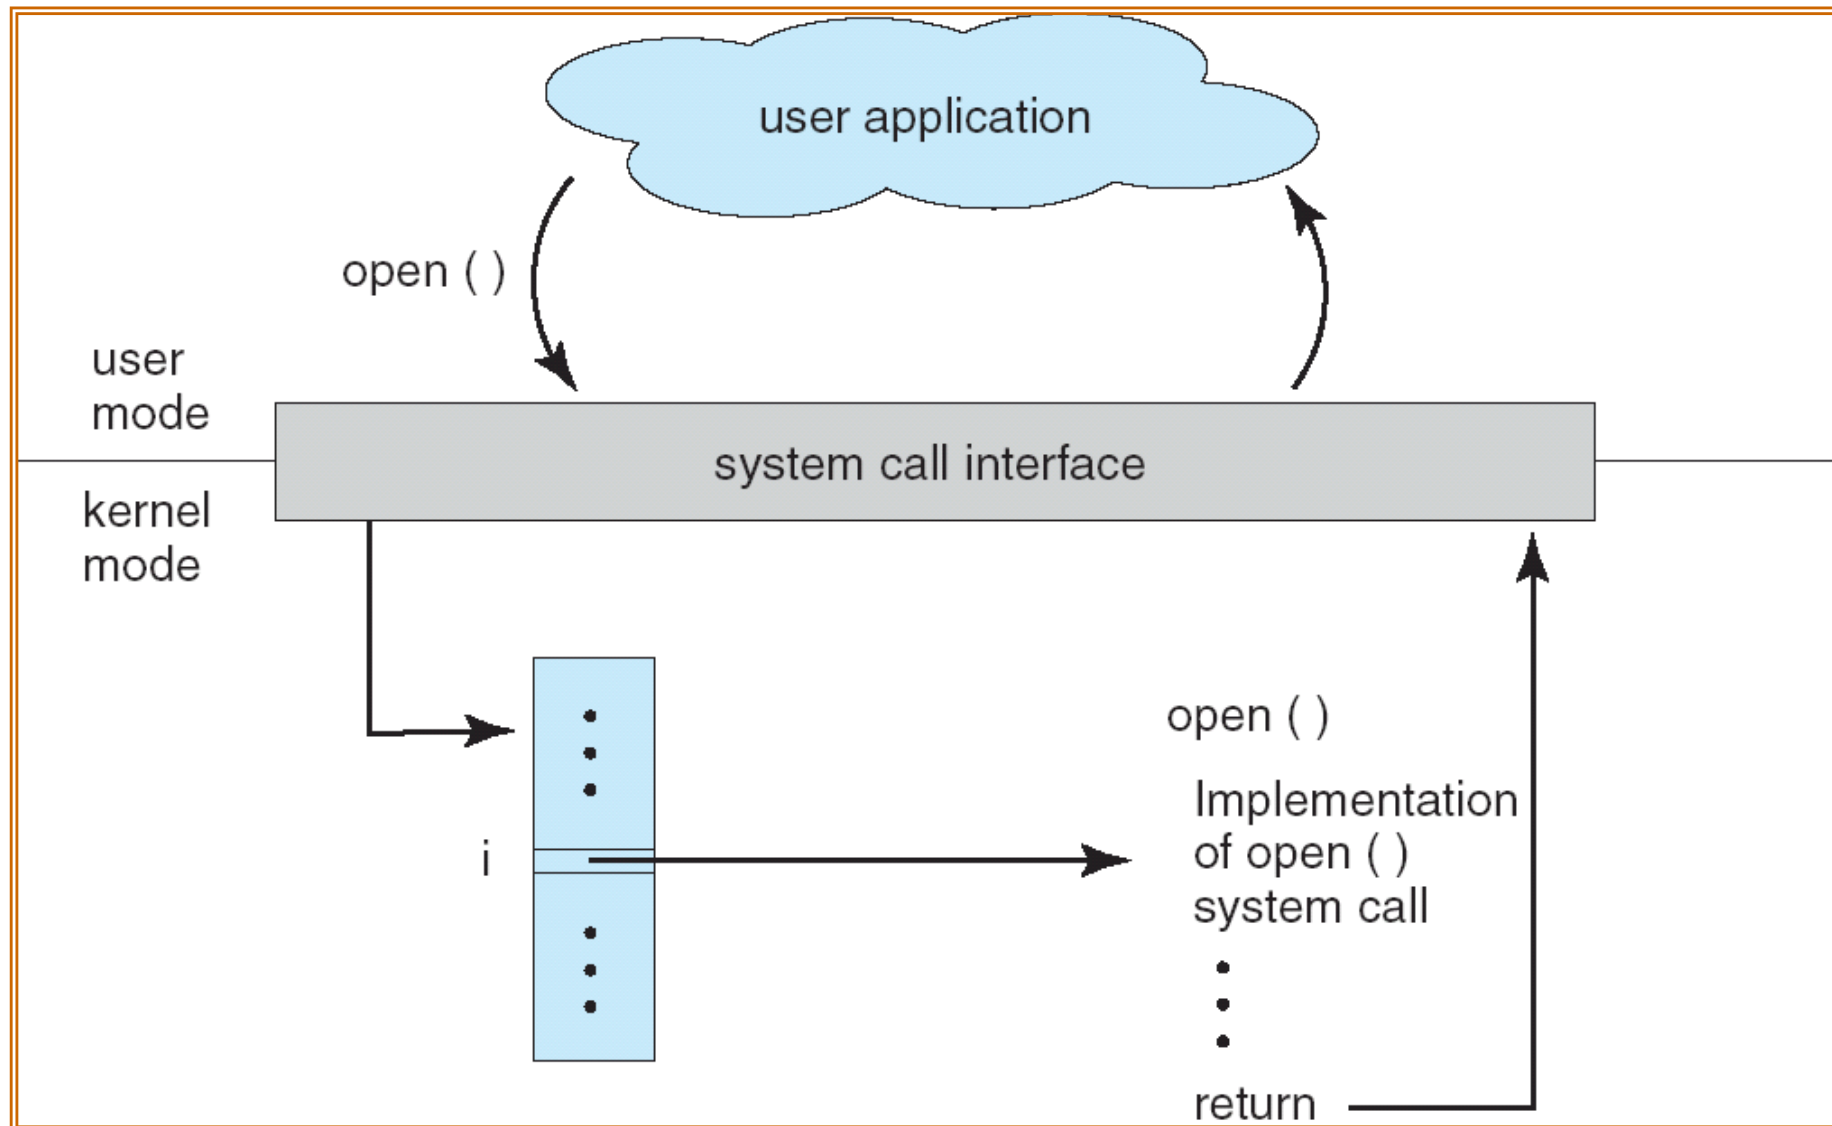 user application
open ( )
user
mode
system call interface
kernel
mode
open ( )
Implementation
of open ( )
system call
i
return